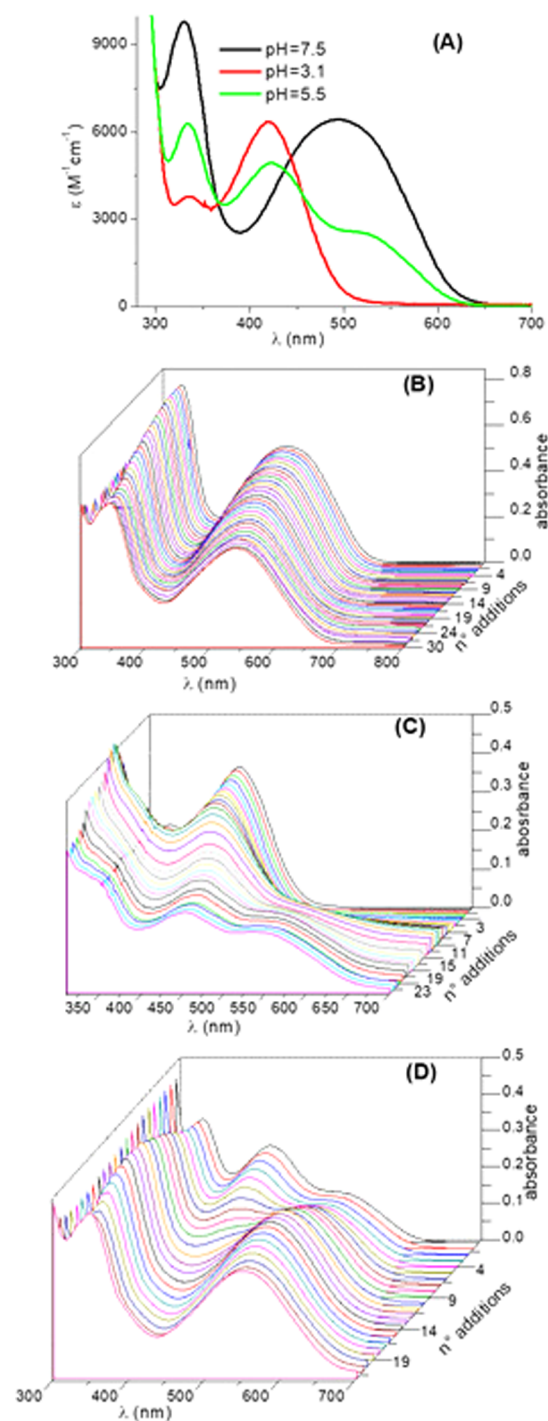 (A)
pH=7.5
pH=3.1
pH=5.5
ε (M⁻¹cm⁻¹)
9000
6000
3000
0
300 400 500 600 700
λ (nm)
(B)
0.8
0.6
0.4
0.2
0.0
absorbance
4
9
14
19
24
30
n° additions
300 400 500 600 700 800
λ (nm)
(C)
0.5
0.4
0.3
0.2
0.1
0.0
abosrbance
3
7
11
15
19
23
n° additions
350 400 450 500 550 600 650 700
λ (nm)
(D)
0.5
0.4
0.3
0.2
0.1
0.0
absorbance
4
9
14
19
n° additions
300 400 500 600 700
λ (nm)